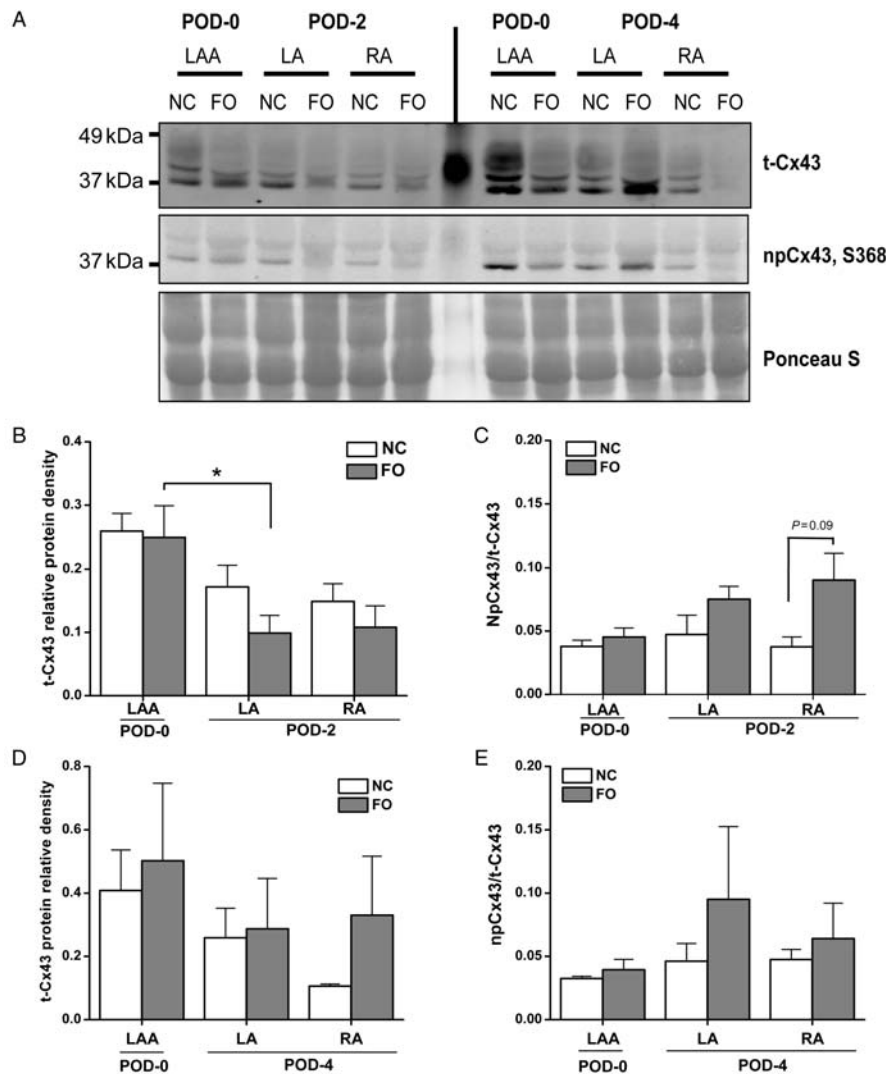 A
POD-0 POD-2 POD-0 POD-4
LAA LA RA LAA LA RA
NC FO NC FO NC FO NC FO NC FO NC FO
49 kDa
37 kDa
t-Cx43
37 kDa
npCx43, S368
Ponceau S
B
t-Cx43 relative protein density
0.4
0.3
0.2
0.1
0.0
NC
FO
*
LAA LA RA
POD-0 POD-2
C
NpCx43/t-Cx43
0.20
0.15
0.10
0.05
0.00
NC
FO
P=0.09
LAA LA RA
POD-0 POD-2
D
t-Cx43 protein relative density
0.8
0.6
0.4
0.2
0.0
NC
FO
LAA LA RA
POD-0 POD-4
E
npCx43/t-Cx43
0.20
0.15
0.10
0.05
0.00
NC
FO
LAA LA RA
POD-0 POD-4